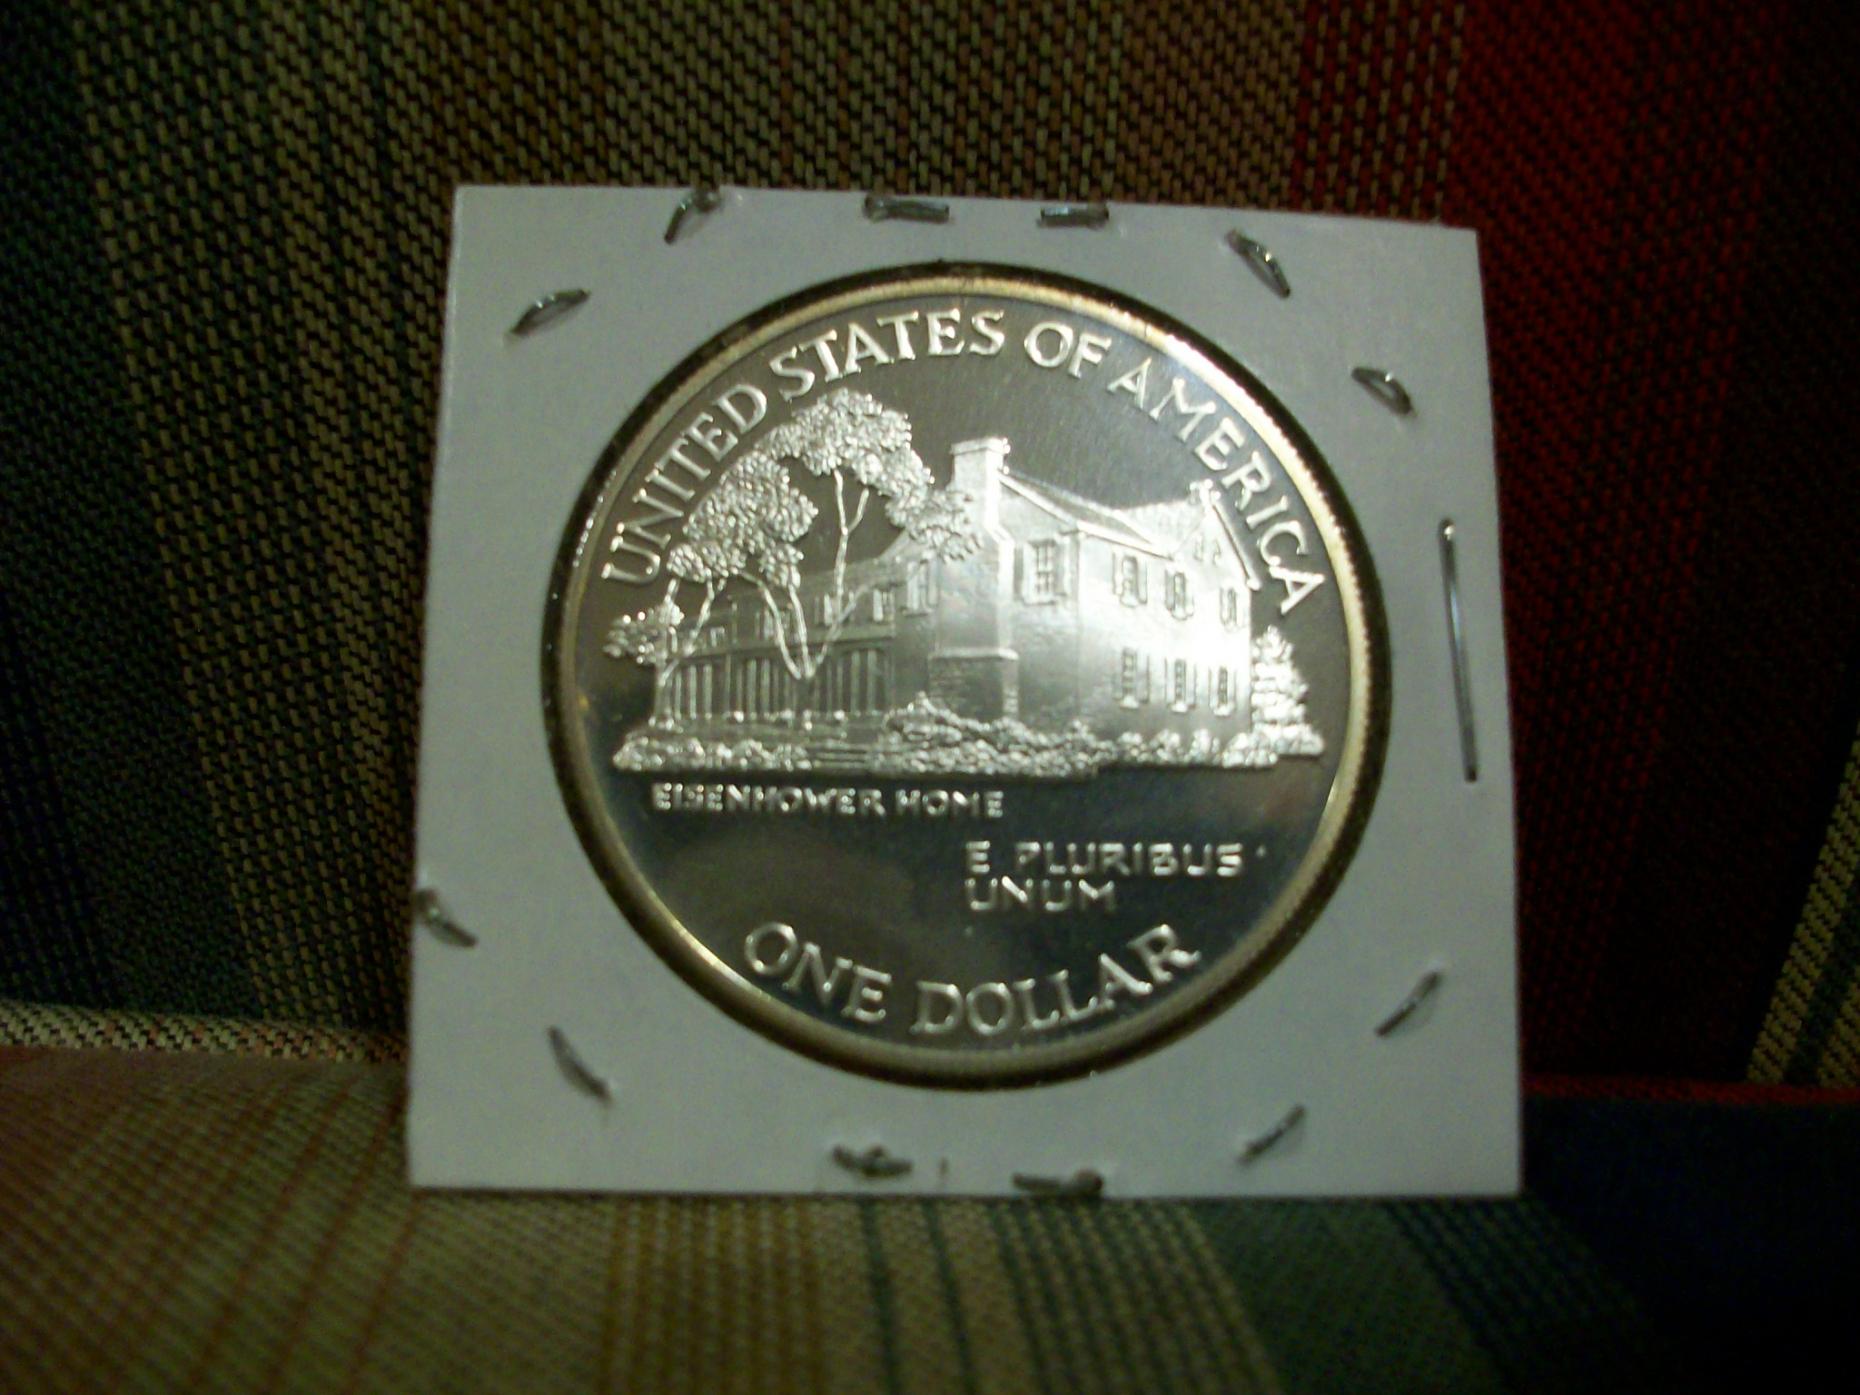 UNITED STATES OF AMERICA
EISENHOWER HOME
E PLURIBUS
UNUM
ONE DOLLAR